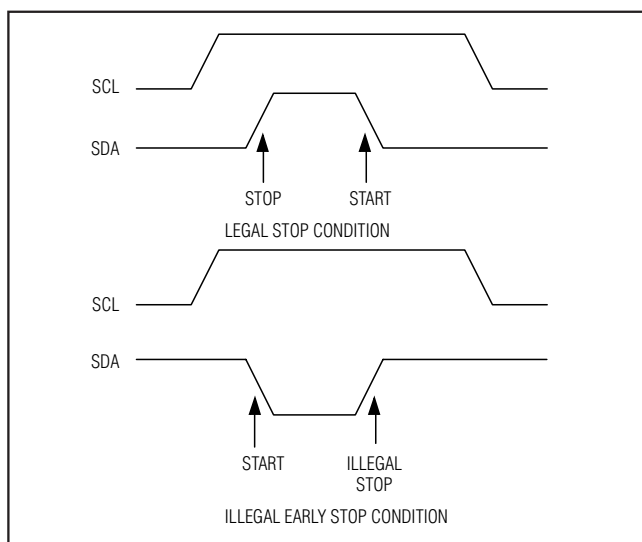 SCL
SDA
STOP START
LEGAL STOP CONDITION
SCL
SDA
START ILLEGAL
STOP
ILLEGAL EARLY STOP CONDITION